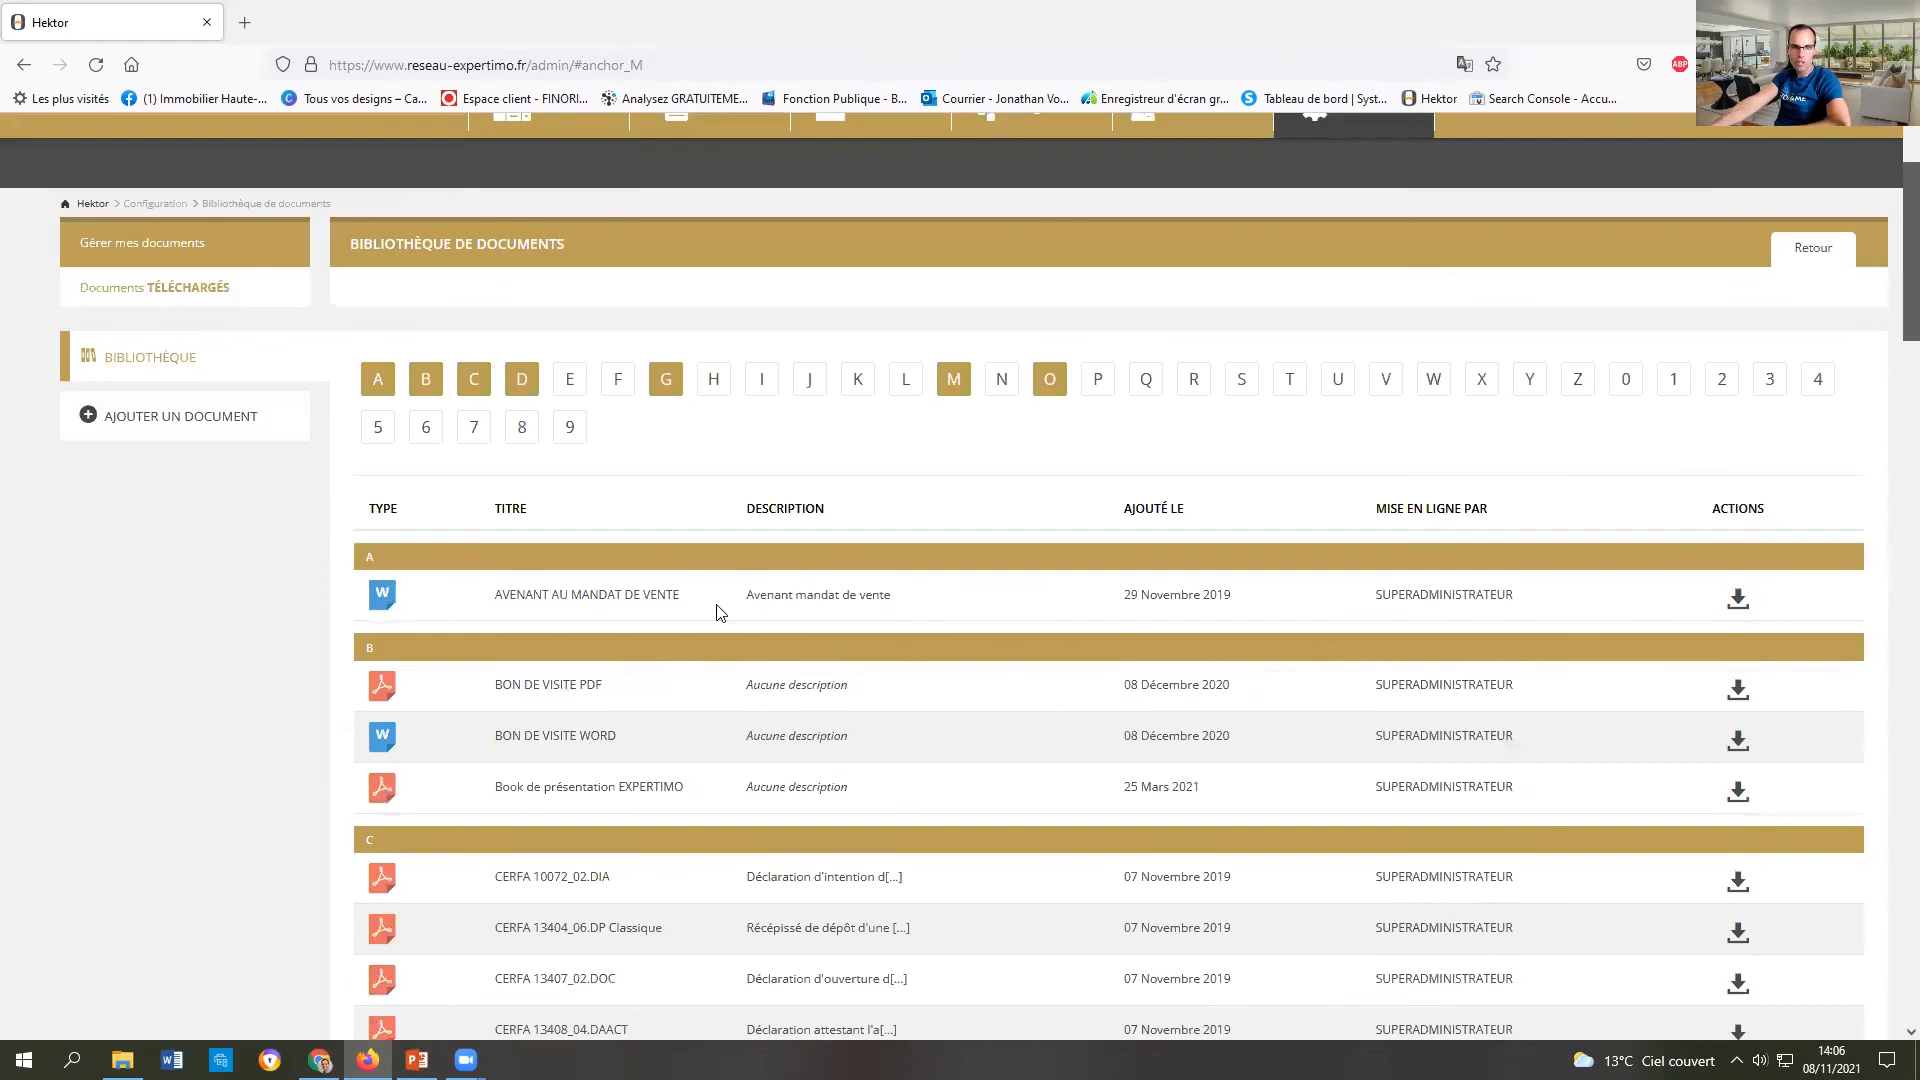 Hektor
https://www.reseau-expertimo.fr/admin/#anchor_M
ABP
Les plus visités
(1) Immobilier Haute-...
Tous vos designs – Ca...
Espace client - FINORI...
Analysez GRATUITEME...
Fonction Publique - B...
Courrier - Jonathan Vo...
Enregistreur d'écran gr...
Tableau de bord | Syst...
Hektor
Search Console - Accu...
Hektor > Configuration > Bibliothèque de documents
Gérer mes documents
BIBLIOTHÈQUE DE DOCUMENTS
Retour
Documents TÉLÉCHARGÉS
BIBLIOTHÈQUE
AJOUTER UN DOCUMENT
A B C D E F G H I J K L M N O P Q R S T U V W X Y Z 0 1 2 3 4
5 6 7 8 9
TYPE TITRE DESCRIPTION AJOUTÉ LE MISE EN LIGNE PAR ACTIONS
A
W AVENANT AU MANDAT DE VENTE Avenant mandat de vente 29 Novembre 2019 SUPERADMINISTRATEUR
B
BON DE VISITE PDF Aucune description 08 Décembre 2020 SUPERADMINISTRATEUR
W BON DE VISITE WORD Aucune description 08 Décembre 2020 SUPERADMINISTRATEUR
Book de présentation EXPERTIMO Aucune description 25 Mars 2021 SUPERADMINISTRATEUR
C
CERFA 10072_02.DIA Déclaration d'intention d[...] 07 Novembre 2019 SUPERADMINISTRATEUR
CERFA 13404_06.DP Classique Récépissé de dépôt d'une [...] 07 Novembre 2019 SUPERADMINISTRATEUR
CERFA 13407_02.DOC Déclaration d'ouverture d[...] 07 Novembre 2019 SUPERADMINISTRATEUR
CERFA 13408_04.DAACT Déclaration attestant l'a[...] 07 Novembre 2019 SUPERADMINISTRATEUR
13°C Ciel couvert
14:06
08/11/2021